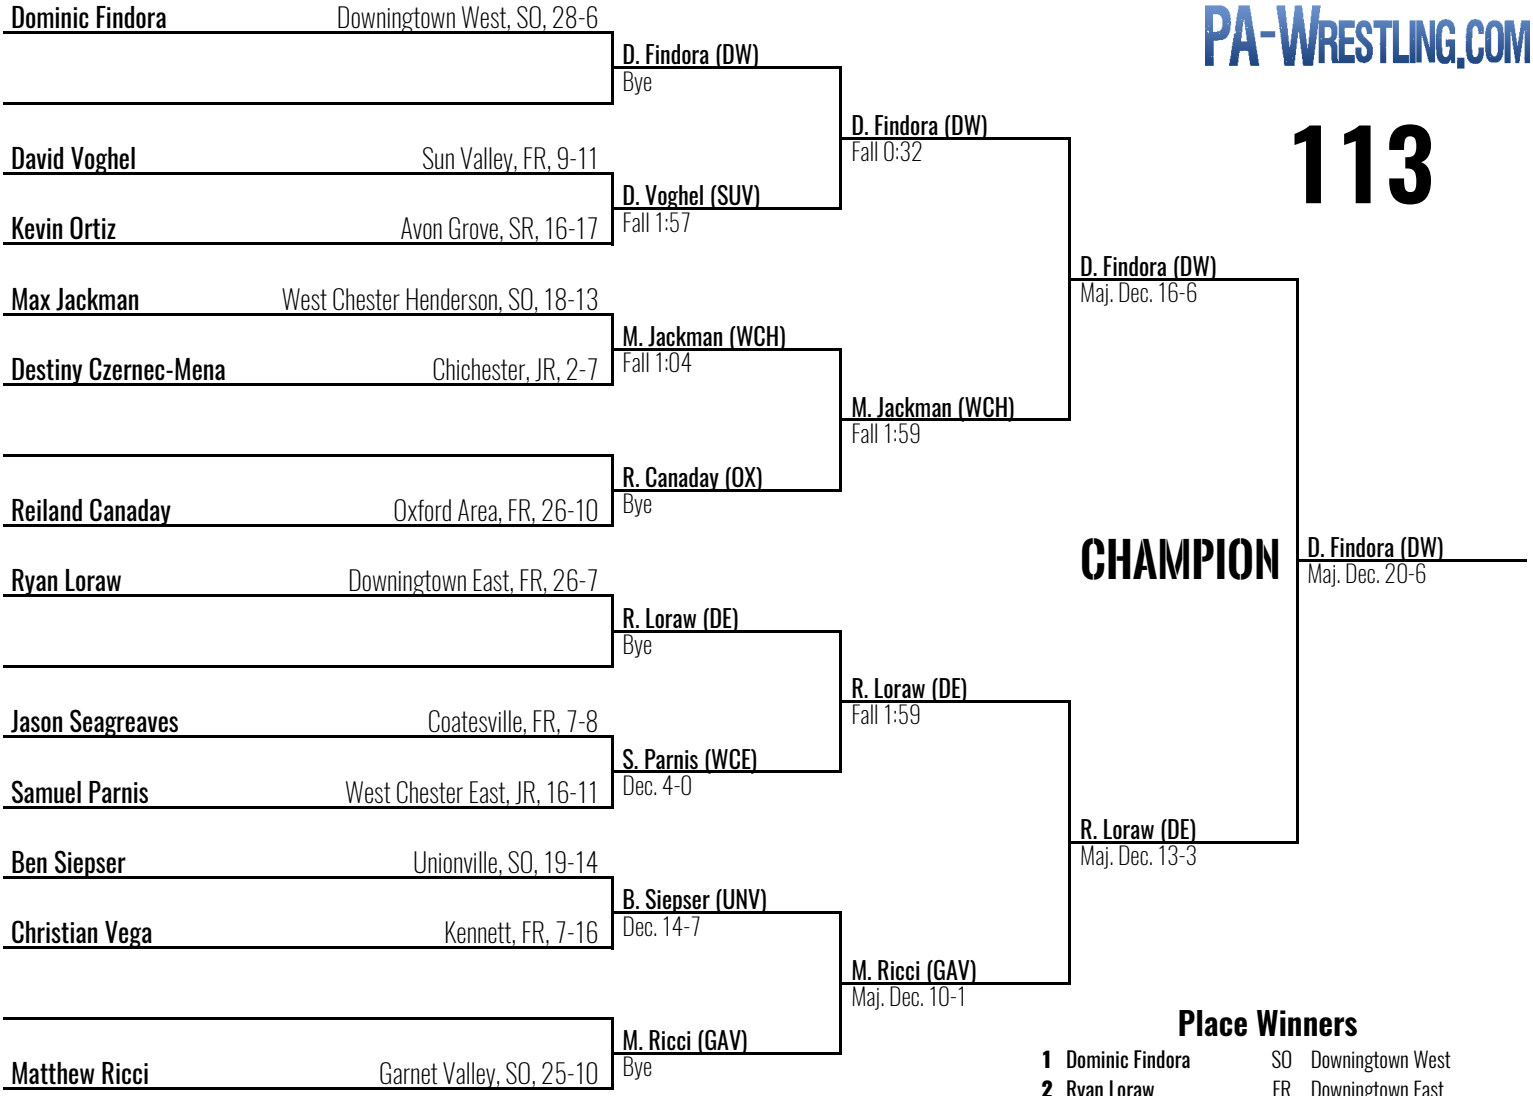 PA-WRESTLING.COM
113
Dominic Findora Downingtown West, SO, 28-6
D. Findora (DW)
Bye
D. Findora (DW)
Fall 0:32
David Voghel Sun Valley, FR, 9-11
D. Voghel (SUV)
Fall 1:57
Kevin Ortiz Avon Grove, SR, 16-17
D. Findora (DW)
Maj. Dec. 16-6
Max Jackman West Chester Henderson, SO, 18-13
M. Jackman (WCH)
Fall 1:04
Destiny Czernec-Mena Chichester, JR, 2-7
M. Jackman (WCH)
Fall 1:59
R. Canaday (OX)
Bye
Reiland Canaday Oxford Area, FR, 26-10
CHAMPION
D. Findora (DW)
Maj. Dec. 20-6
Ryan Loraw Downingtown East, FR, 26-7
R. Loraw (DE)
Bye
R. Loraw (DE)
Fall 1:59
Jason Seagreaves Coatesville, FR, 7-8
S. Parnis (WCE)
Dec. 4-0
Samuel Parnis West Chester East, JR, 16-11
R. Loraw (DE)
Maj. Dec. 13-3
Ben Siepser Unionville, SO, 19-14
B. Siepser (UNV)
Dec. 14-7
Christian Vega Kennett, FR, 7-16
M. Ricci (GAV)
Maj. Dec. 10-1
M. Ricci (GAV)
Bye
Matthew Ricci Garnet Valley, SO, 25-10
Place Winners
1 Dominic Findora SO Downingtown West
2 Ryan Loraw FR Downingtown East